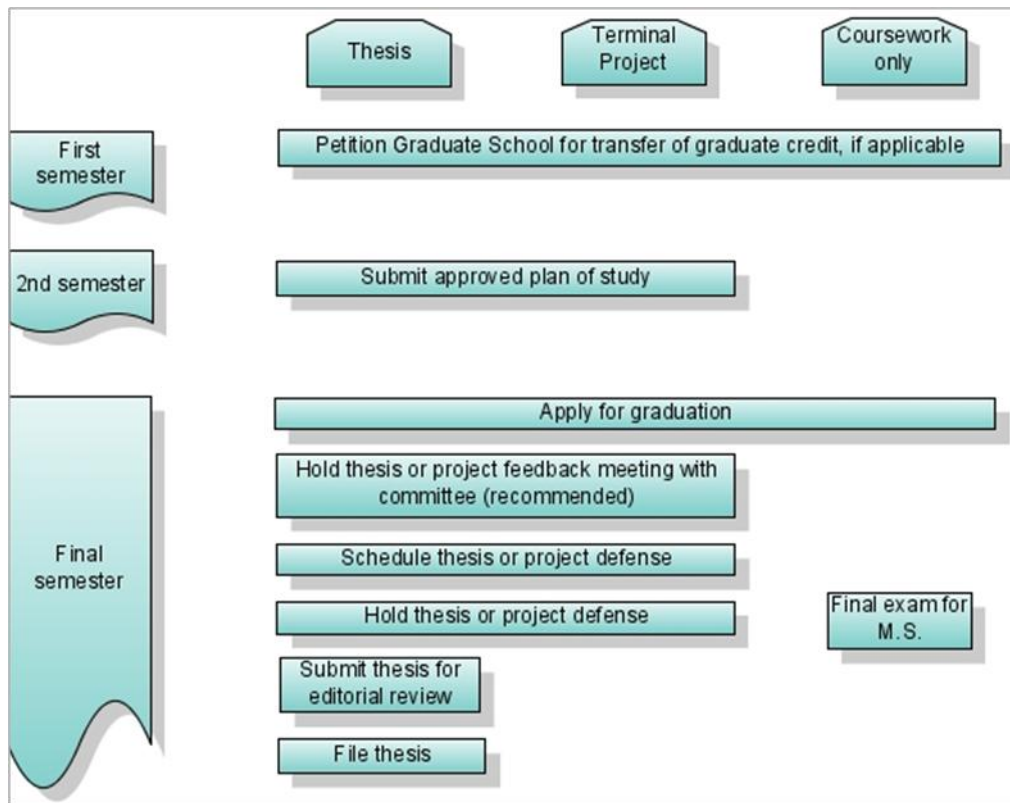 Thesis
Terminal
Project
Coursework
only
First
semester
Petition Graduate School for transfer of graduate credit, if applicable
2nd semester
Submit approved plan of study
Final
semester
Apply for graduation
Hold thesis or project feedback meeting with
committee (recommended)
Schedule thesis or project defense
Hold thesis or project defense
Final exam for
M.S.
Submit thesis for
editorial review
File thesis